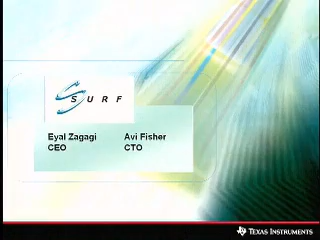 SURF
Eyal Zagagi Avi Fisher
CEO CTO
TEXAS INSTRUMENTS